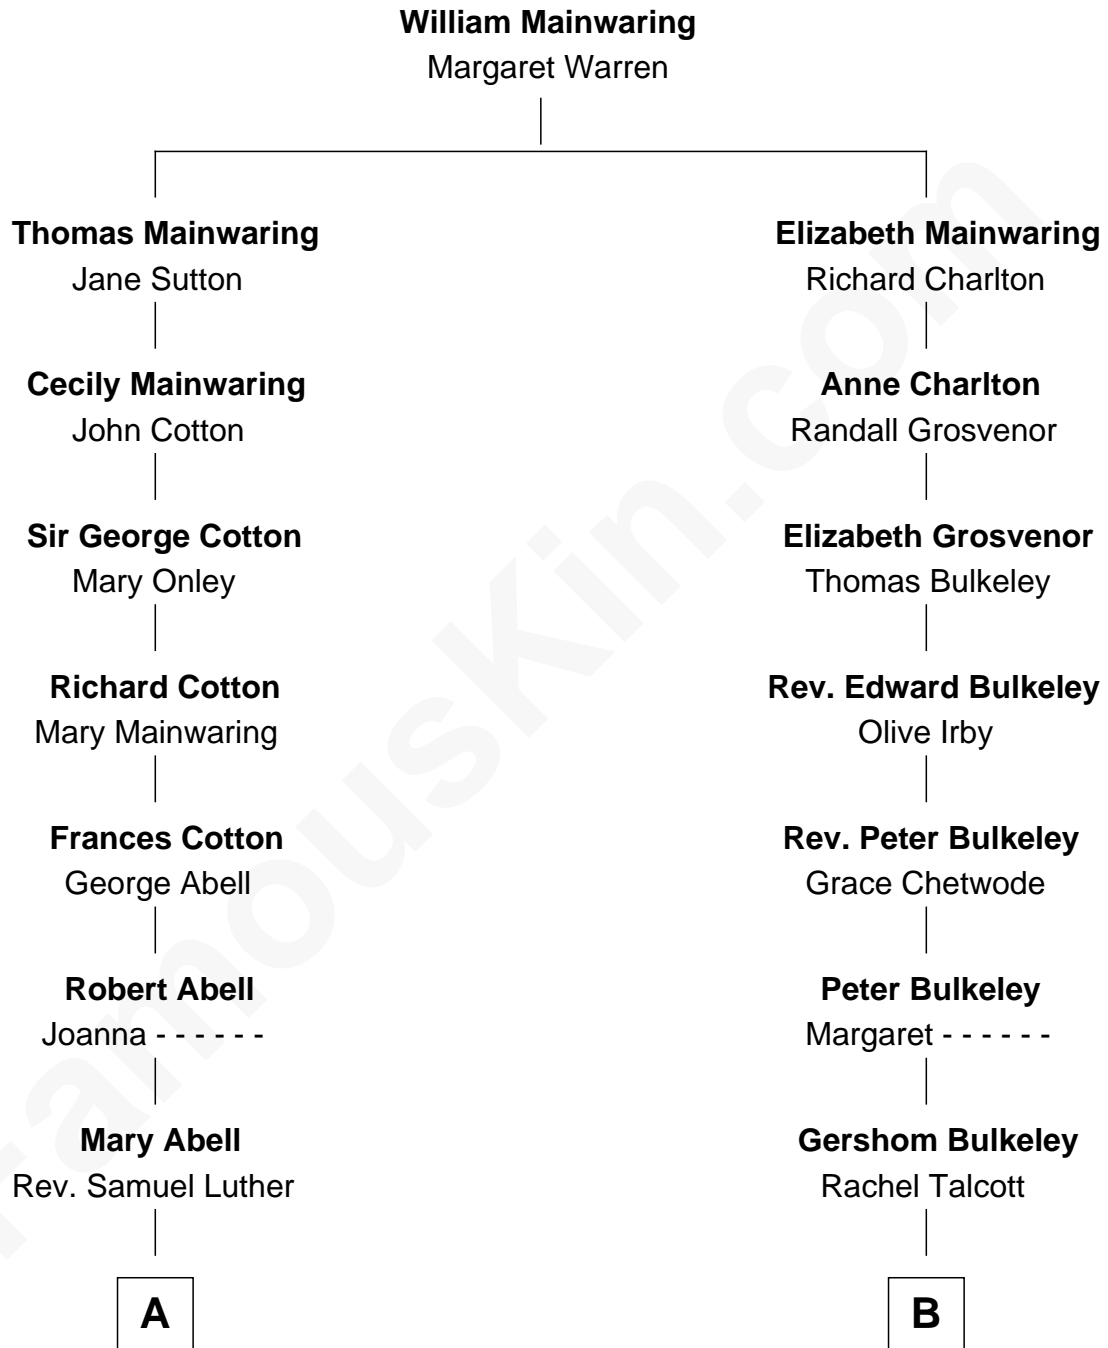 William Mainwaring
Margaret Warren
Thomas Mainwaring
Jane Sutton
Elizabeth Mainwaring
Richard Charlton
Cecily Mainwaring
John Cotton
Anne Charlton
Randall Grosvenor
Sir George Cotton
Mary Onley
Elizabeth Grosvenor
Thomas Bulkeley
Richard Cotton
Mary Mainwaring
Rev. Edward Bulkeley
Olive Irby
Frances Cotton
George Abell
Rev. Peter Bulkeley
Grace Chetwode
Robert Abell
Joanna - - - - - -
Peter Bulkeley
Margaret - - - - - -
Mary Abell
Rev. Samuel Luther
Gershom Bulkeley
Rachel Talcott
A
B
FamousKin.com